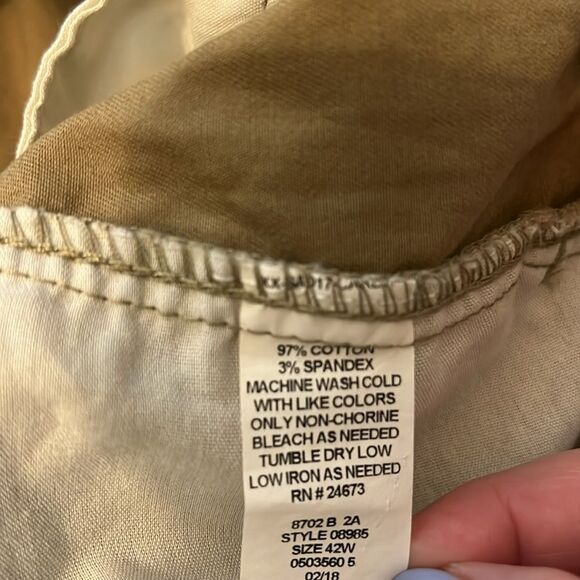 97% COTTON
3% SPANDEX
MACHINE WASH COLD
WITH LIKE COLORS
ONLY NON-CHORINE
BLEACH AS NEEDED
TUMBLE DRY LOW
LOW IRON AS NEEDED
RN # 24673
8702 B 2A
STYLE 08985
SIZE 42W
0503560 5
02/18